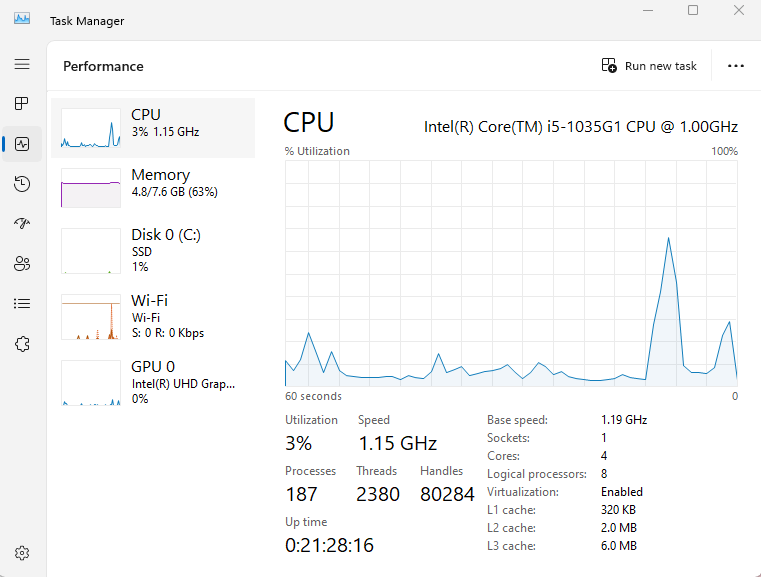 Task Manager
Performance
Run new task
CPU
3% 1.15 GHz
Memory
4.8/7.6 GB (63%)
Disk 0 (C:)
SSD
1%
Wi-Fi
Wi-Fi
S: 0 R: 0 Kbps
GPU 0
Intel(R) UHD Grap...
0%
CPU Intel(R) Core(TM) i5-1035G1 CPU @ 1.00GHz
% Utilization 100%
60 seconds 0
Utilization Speed
3% 1.15 GHz
Processes Threads Handles
187 2380 80284
Up time
0:21:28:16
Base speed: 1.19 GHz
Sockets: 1
Cores: 4
Logical processors: 8
Virtualization: Enabled
L1 cache: 320 KB
L2 cache: 2.0 MB
L3 cache: 6.0 MB